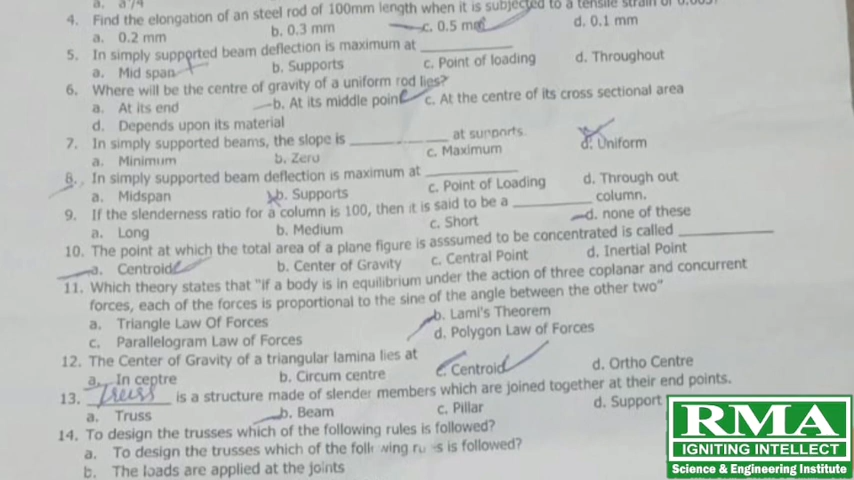 a. a³/4
4. Find the elongation of an steel rod of 100mm length when it is subjected to a tensile strain of 0.005?
a. 0.2 mm b. 0.3 mm c. 0.5 mm d. 0.1 mm
5. In simply supported beam deflection is maximum at ____________
a. Mid span b. Supports c. Point of loading d. Throughout
6. Where will be the centre of gravity of a uniform rod lies?
a. At its end b. At its middle point c. At the centre of its cross sectional area
d. Depends upon its material
7. In simply supported beams, the slope is ____________ at supports.
a. Minimum b. Zero c. Maximum d. Uniform
8. In simply supported beam deflection is maximum at ____________
a. Midspan b. Supports c. Point of Loading d. Through out
9. If the slenderness ratio for a column is 100, then it is said to be a ____________ column.
a. Long b. Medium c. Short d. none of these
10. The point at which the total area of a plane figure is asssumed to be concentrated is called ____________
a. Centroid b. Center of Gravity c. Central Point d. Inertial Point
11. Which theory states that "if a body is in equilibrium under the action of three coplanar and concurrent
forces, each of the forces is proportional to the sine of the angle between the other two"
a. Triangle Law Of Forces b. Lami's Theorem
c. Parallelogram Law of Forces d. Polygon Law of Forces
12. The Center of Gravity of a triangular lamina lies at
a. In centre b. Circum centre c. Centroid d. Ortho Centre
13. Truss is a structure made of slender members which are joined together at their end points.
a. Truss b. Beam c. Pillar d. Support
14. To design the trusses which of the following rules is followed?
a. To design the trusses which of the following rules is followed?
b. The loads are applied at the joints
RMA
IGNITING INTELLECT
Science & Engineering Institute